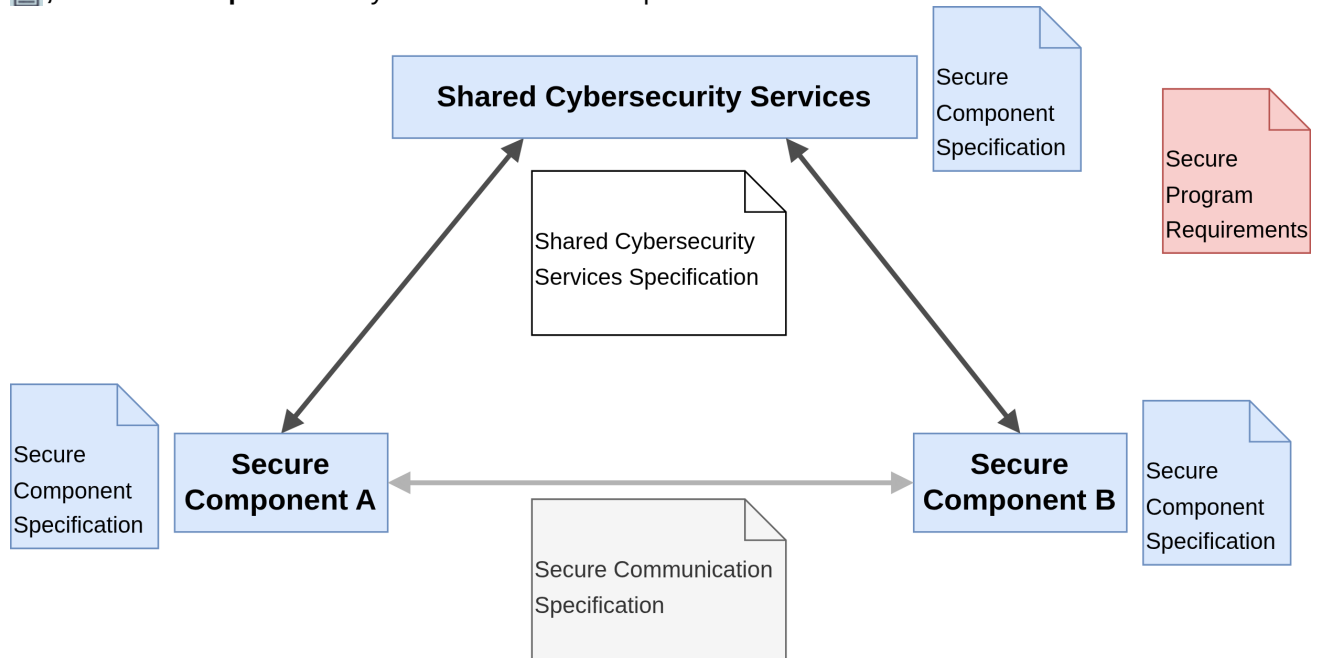 Shared Cybersecurity Services
Secure
Component
Specification
Secure
Program
Requirements
Shared Cybersecurity
Services Specification
Secure
Component
Specification
Secure
Component A
Secure
Component B
Secure
Component
Specification
Secure Communication
Specification